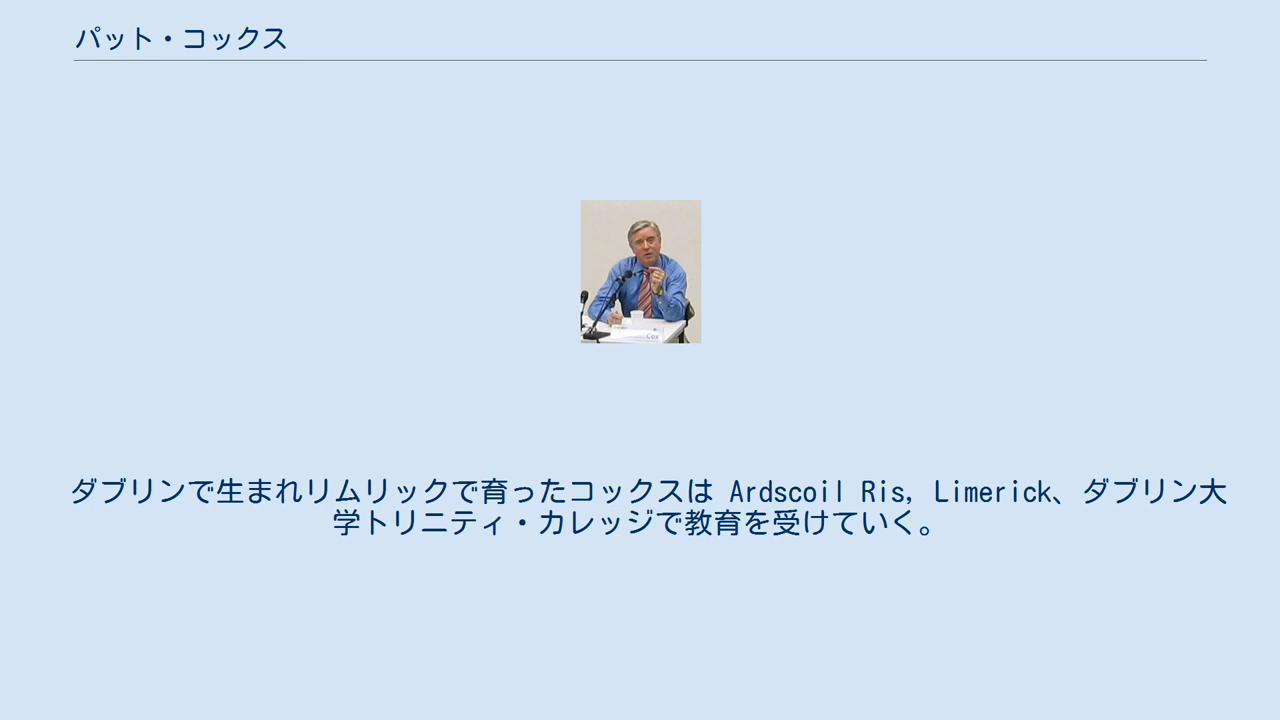 パット・コックス
Cox
ダブリンで生まれリムリックで育ったコックスは Ardscoil Ris, Limerick、ダブリン大
学トリニティ・カレッジで教育を受けていく。